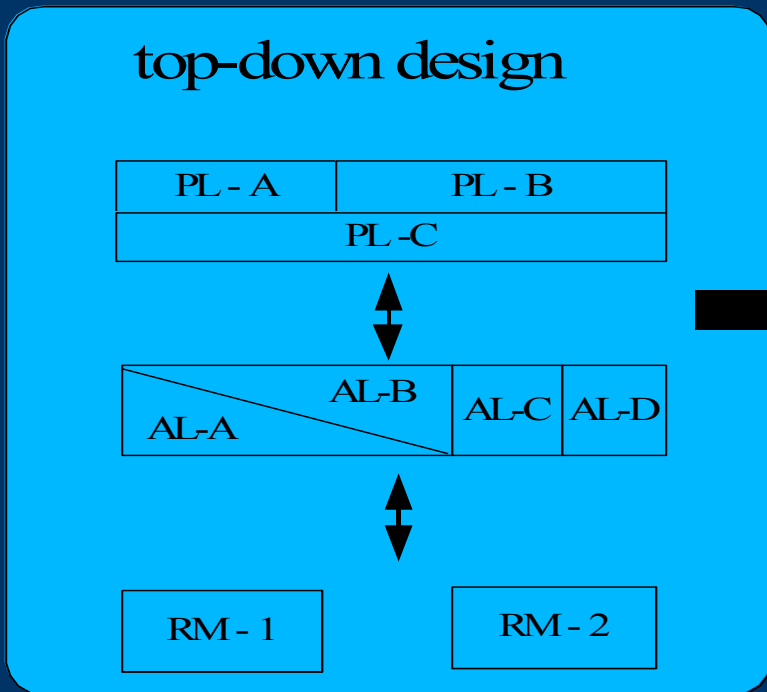 top-down design
PL - A PL - B
PL -C
AL-B
AL-A AL-C AL-D
RM - 1 RM - 2